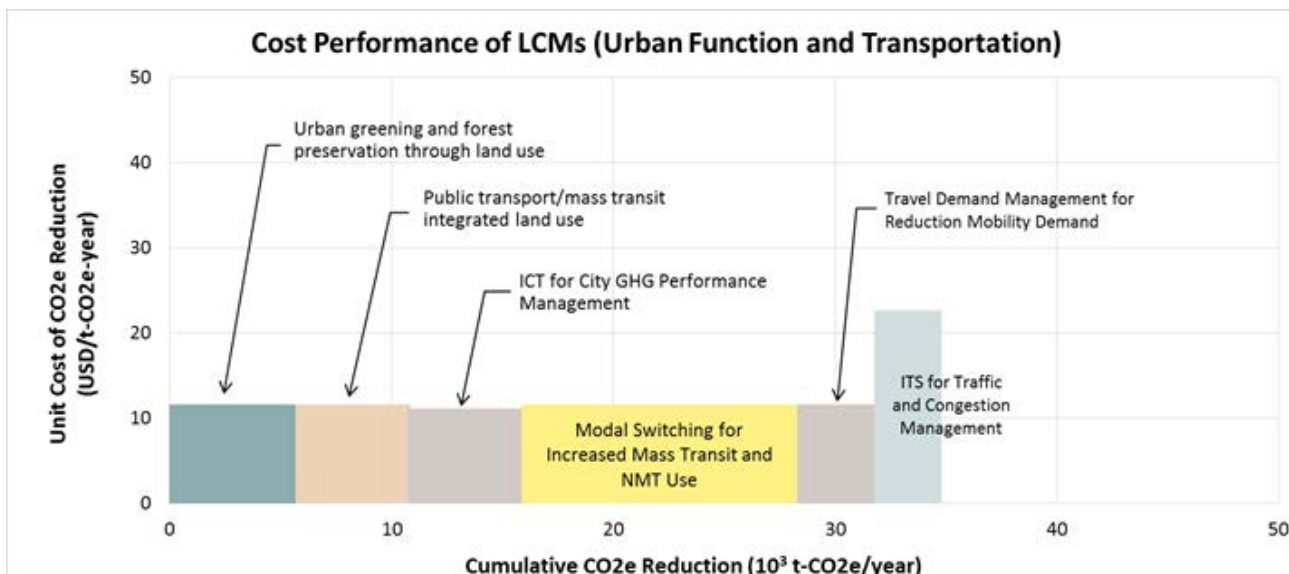 Cost Performance of LCMs (Urban Function and Transportation)
Unit Cost of CO2e Reduction
(USD/t-CO2e-year)
50
40
30
20
10
0
Urban greening and forest
preservation through land use
Public transport/mass transit
integrated land use
ICT for City GHG Performance
Management
Modal Switching for
Increased Mass Transit and
NMT Use
Travel Demand Management for
Reduction Mobility Demand
ITS for Traffic
and Congestion
Management
0 10 20 30 40 50
Cumulative CO2e Reduction (10³ t-CO2e/year)